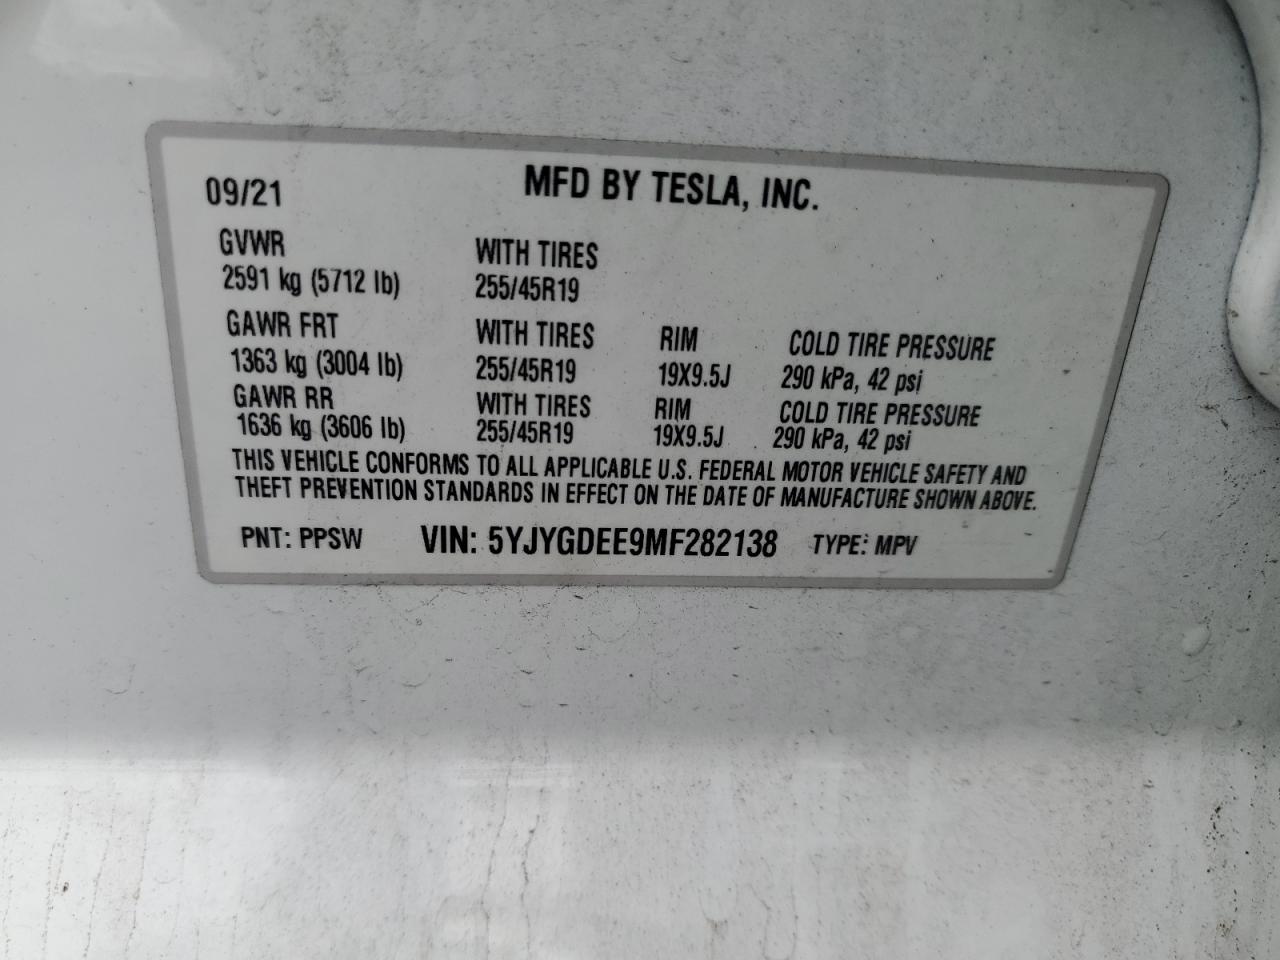 09/21 MFD BY TESLA, INC.
GVWR WITH TIRES
2591 kg (5712 lb) 255/45R19
GAWR FRT WITH TIRES RIM COLD TIRE PRESSURE
1363 kg (3004 lb) 255/45R19 19X9.5J 290 kPa, 42 psi
GAWR RR WITH TIRES RIM COLD TIRE PRESSURE
1636 kg (3606 lb) 255/45R19 19X9.5J 290 kPa, 42 psi
THIS VEHICLE CONFORMS TO ALL APPLICABLE U.S. FEDERAL MOTOR VEHICLE SAFETY AND
THEFT PREVENTION STANDARDS IN EFFECT ON THE DATE OF MANUFACTURE SHOWN ABOVE.
PNT: PPSW VIN: 5YJYGDEE9MF282138 TYPE: MPV